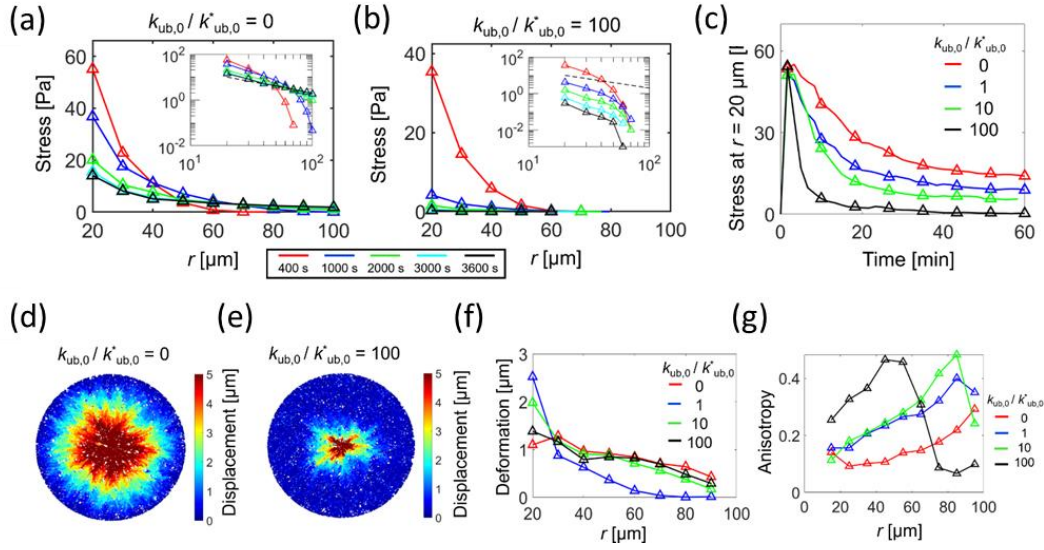 (a)
k_ub,0 / k*_ub,0 = 0
Stress [Pa]
60
40
20
0
20 40 60 80 100
r [µm]
10^2
10^0
10^-2
10^1 10^2
(b)
k_ub,0 / k*_ub,0 = 100
Stress [Pa]
40
30
20
10
0
20 40 60 80 100
r [µm]
10^2
10^0
10^-2
10^1 10^2
400 s 1000 s 2000 s 3000 s 3600 s
(c)
Stress at r = 20 µm [l
60
30
0
0 10 20 30 40 50 60
Time [min]
k_ub,0 / k*_ub,0
0
1
10
100
(d)
k_ub,0 / k*_ub,0 = 0
5
4
3
2
1
0
Displacement [µm]
(e)
k_ub,0 / k*_ub,0 = 100
5
4
3
2
1
0
Displacement [µm]
(f)
Deformation [µm]
3
2
1
0
20 40 60 80 100
r [µm]
k_ub,0 / k*_ub,0
0
1
10
100
(g)
Anisotropy
0.4
0.2
0
0 20 40 60 80 100
r [µm]
k_ub,0 / k*_ub,0
0
1
10
100